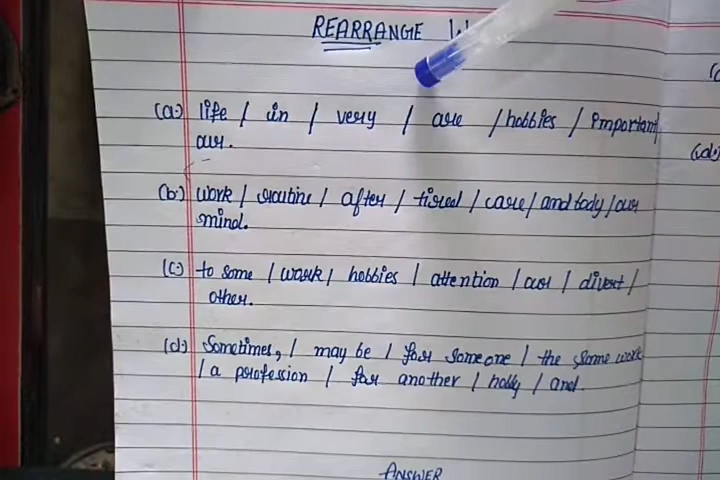 REARRANGE
(a) life / in / very / are / hobbies / important
our.
(b) work / routine / after / tired / are / and body / our
mind.
(c) to some / work / hobbies / attention / our / divert /
other.
(d) Sometimes, / may be / for someone / the same work
/ a profession / for another / hobby / and
ANSWER